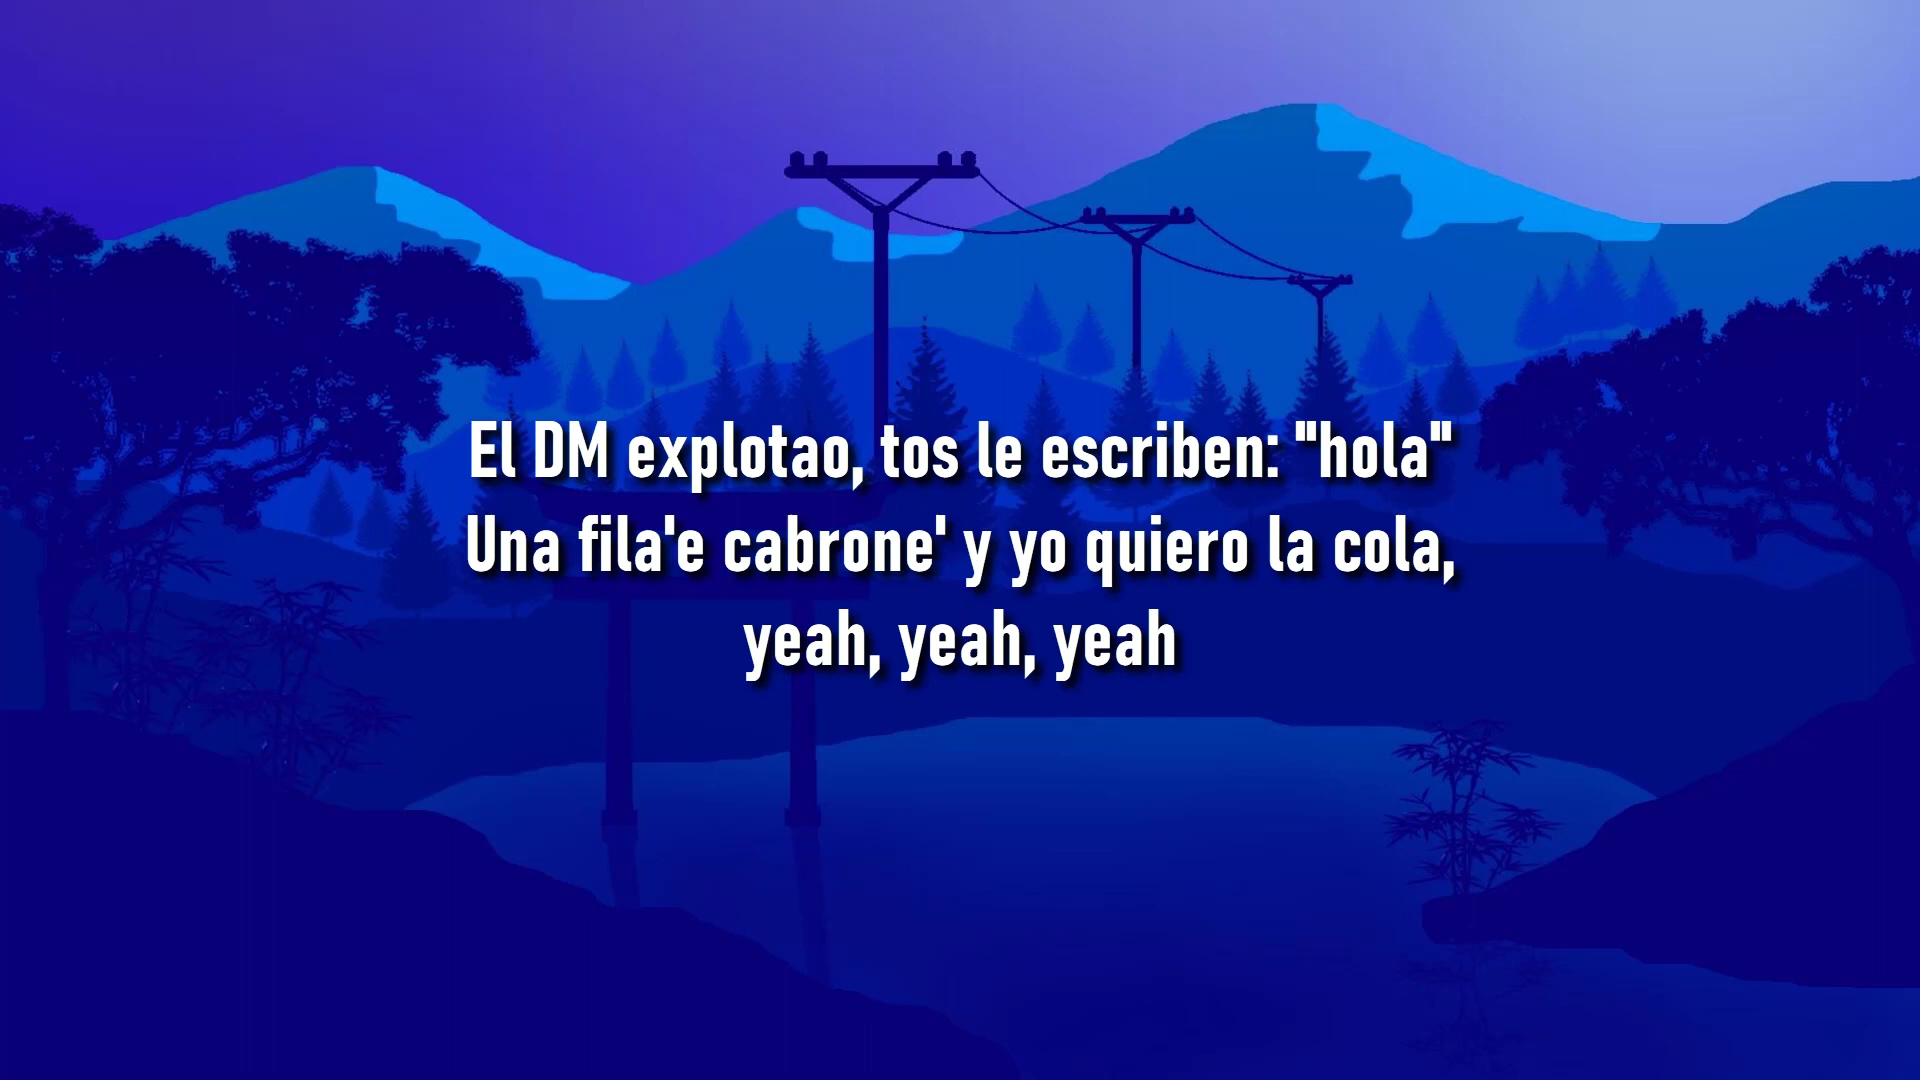 El DM explotao, tos le escriben: "hola"
Una fila'e cabrone' y yo quiero la cola,
yeah, yeah, yeah